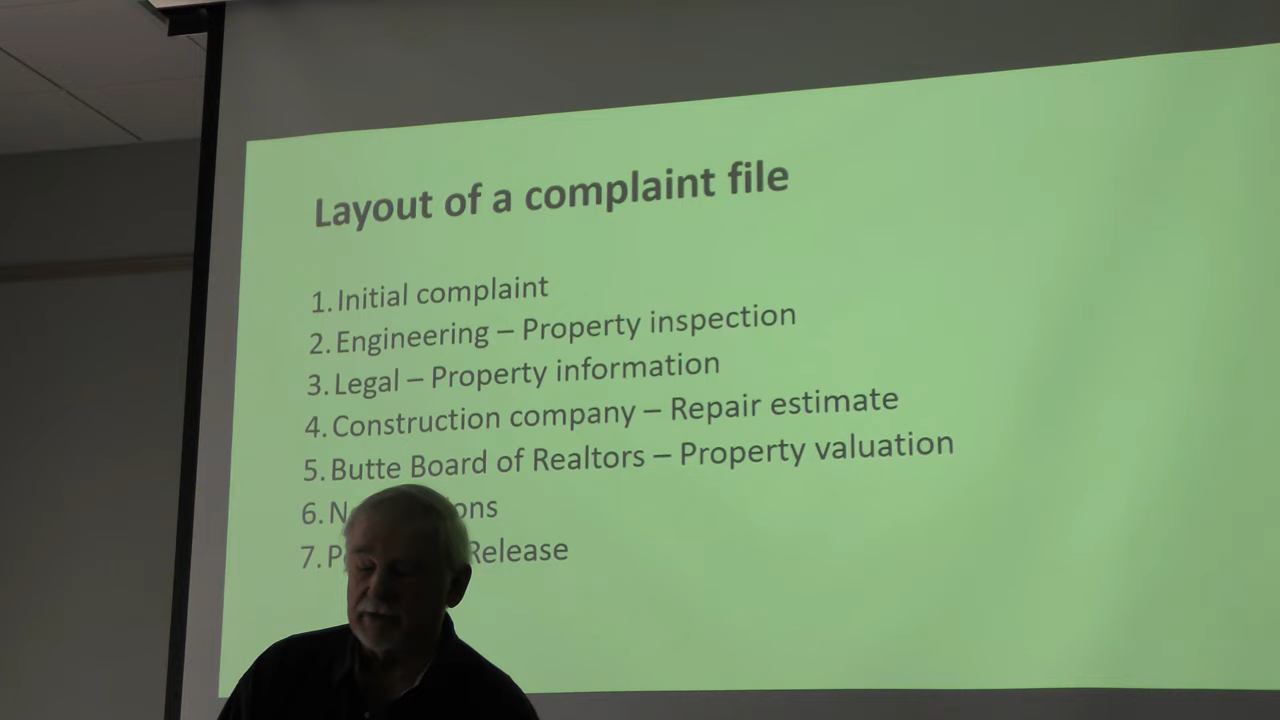 Layout of a complaint file
1. Initial complaint
2. Engineering – Property inspection
3. Legal – Property information
4. Construction company – Repair estimate
5. Butte Board of Realtors – Property valuation
6.
7. Release